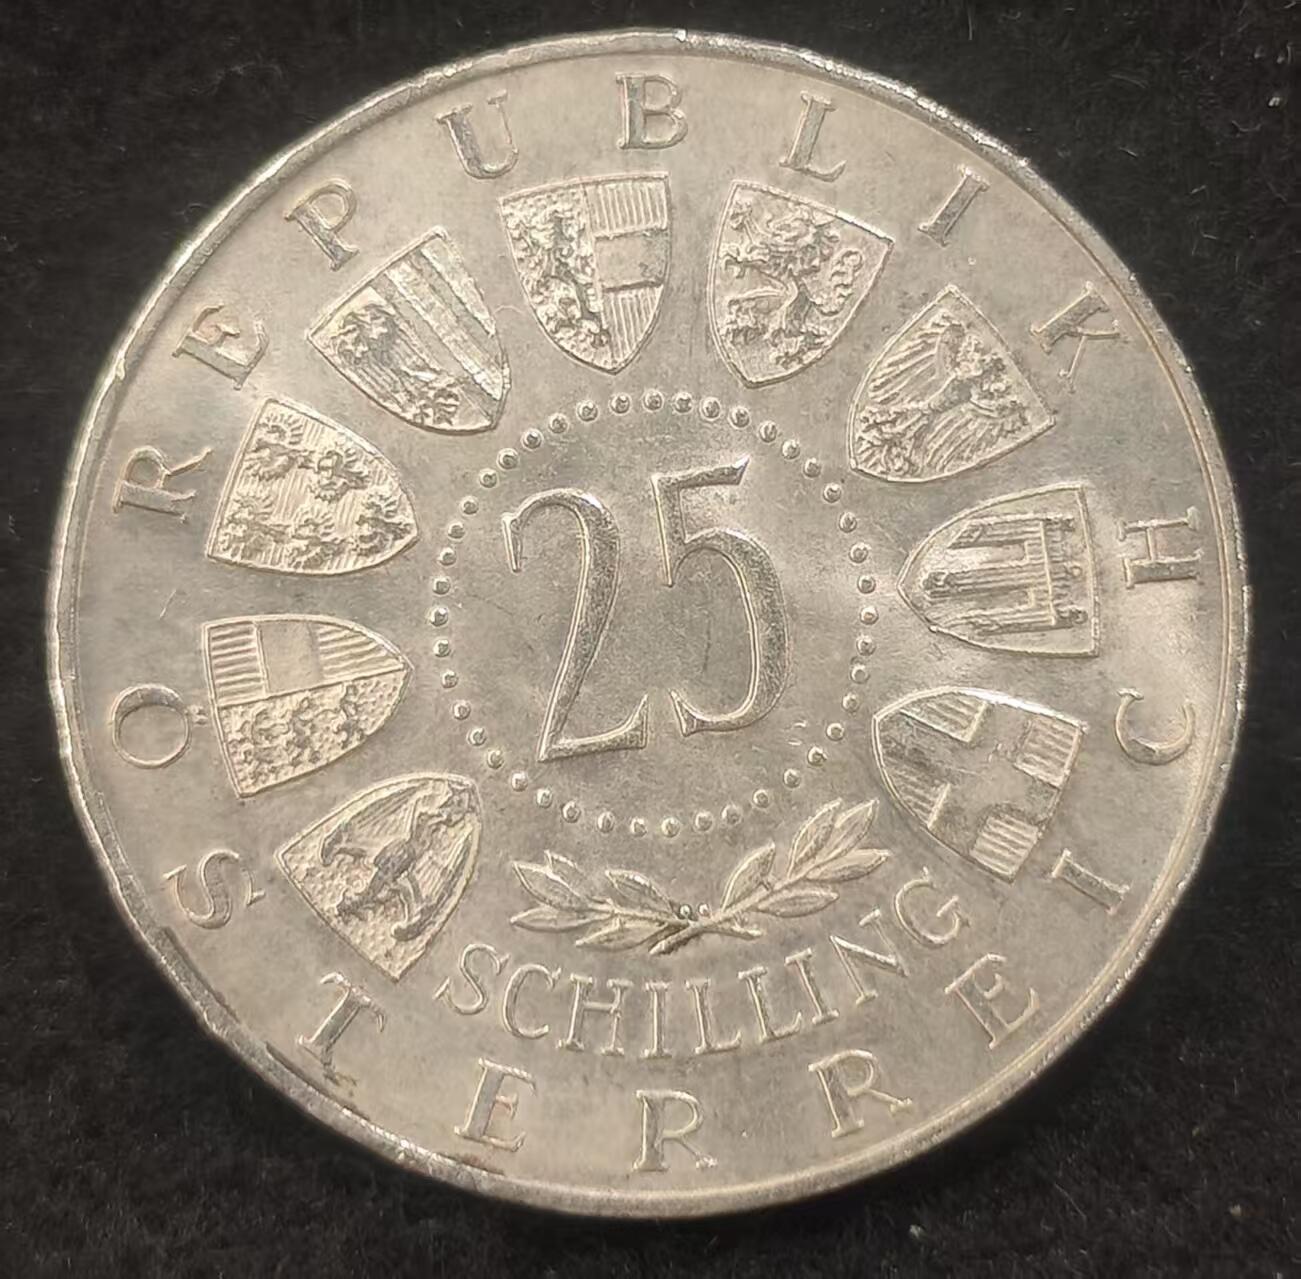 REPUBLIK
ÖSTERREICH
25
SCHILLING